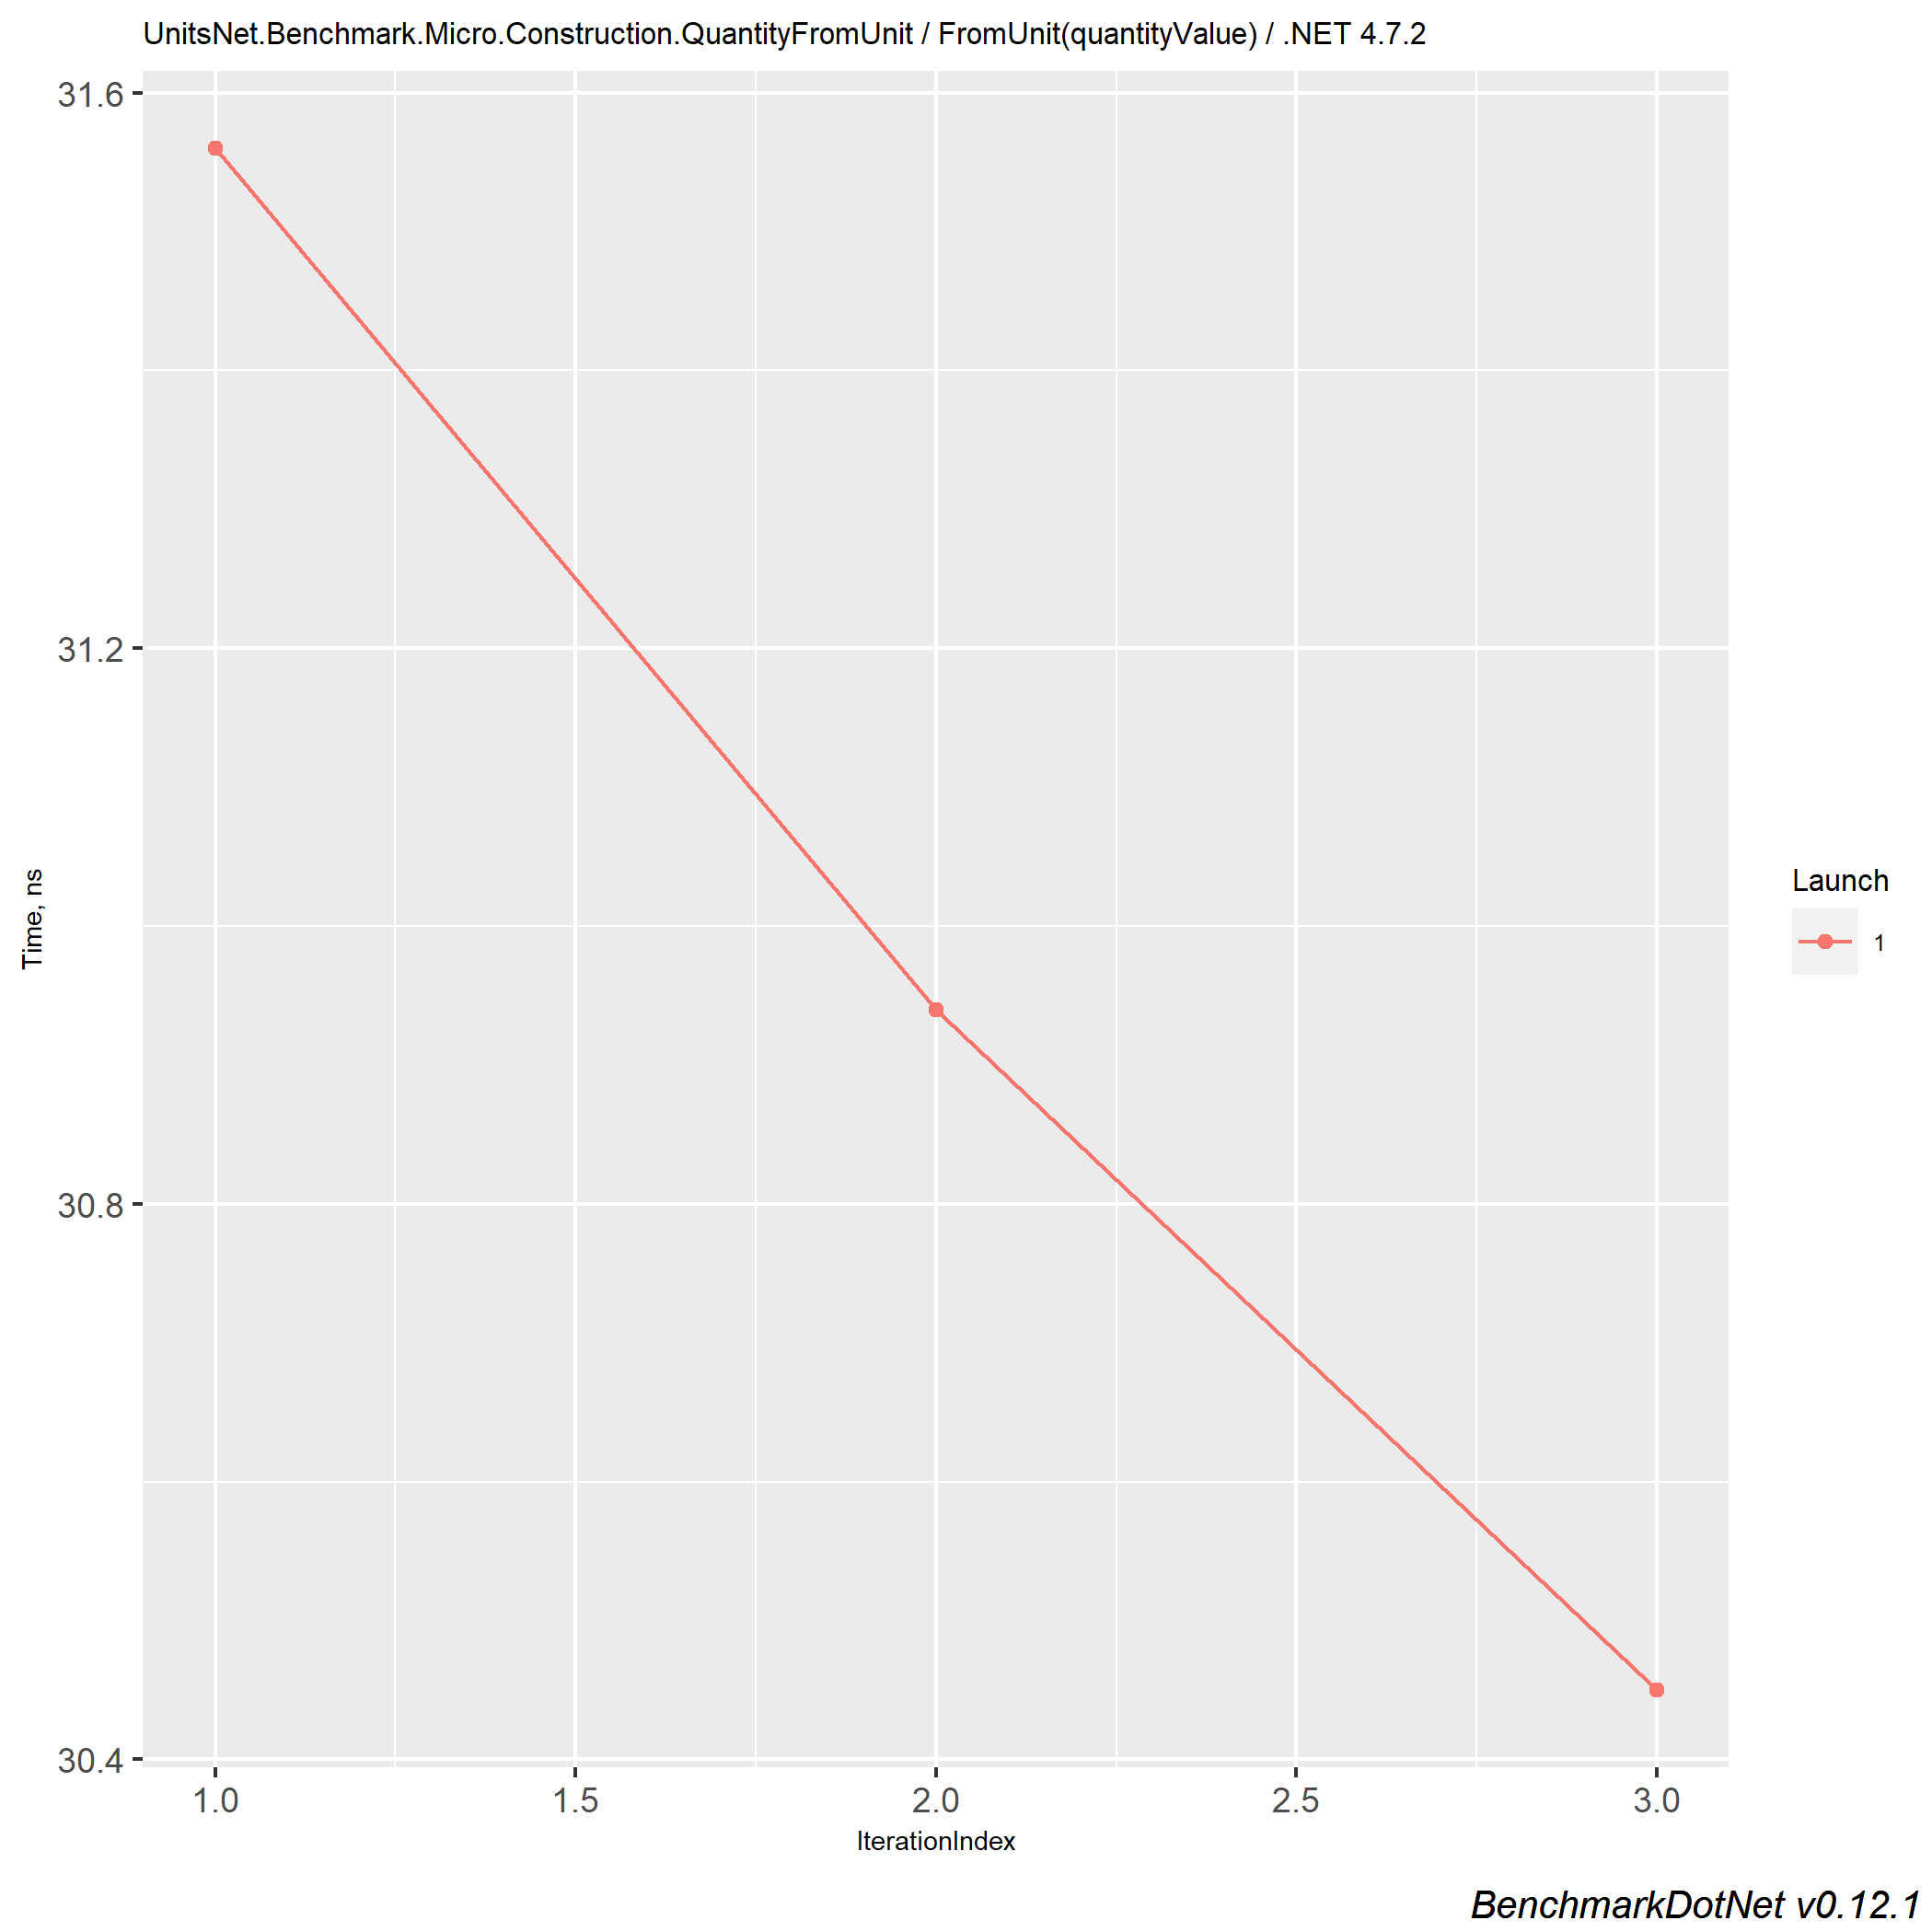 UnitsNet.Benchmark.Micro.Construction.QuantityFromUnit / FromUnit(quantityValue) / .NET 4.7.2
31.6
31.2
30.8
30.4
Time, ns
1.0 1.5 2.0 2.5 3.0
IterationIndex
Launch
1
BenchmarkDotNet v0.12.1